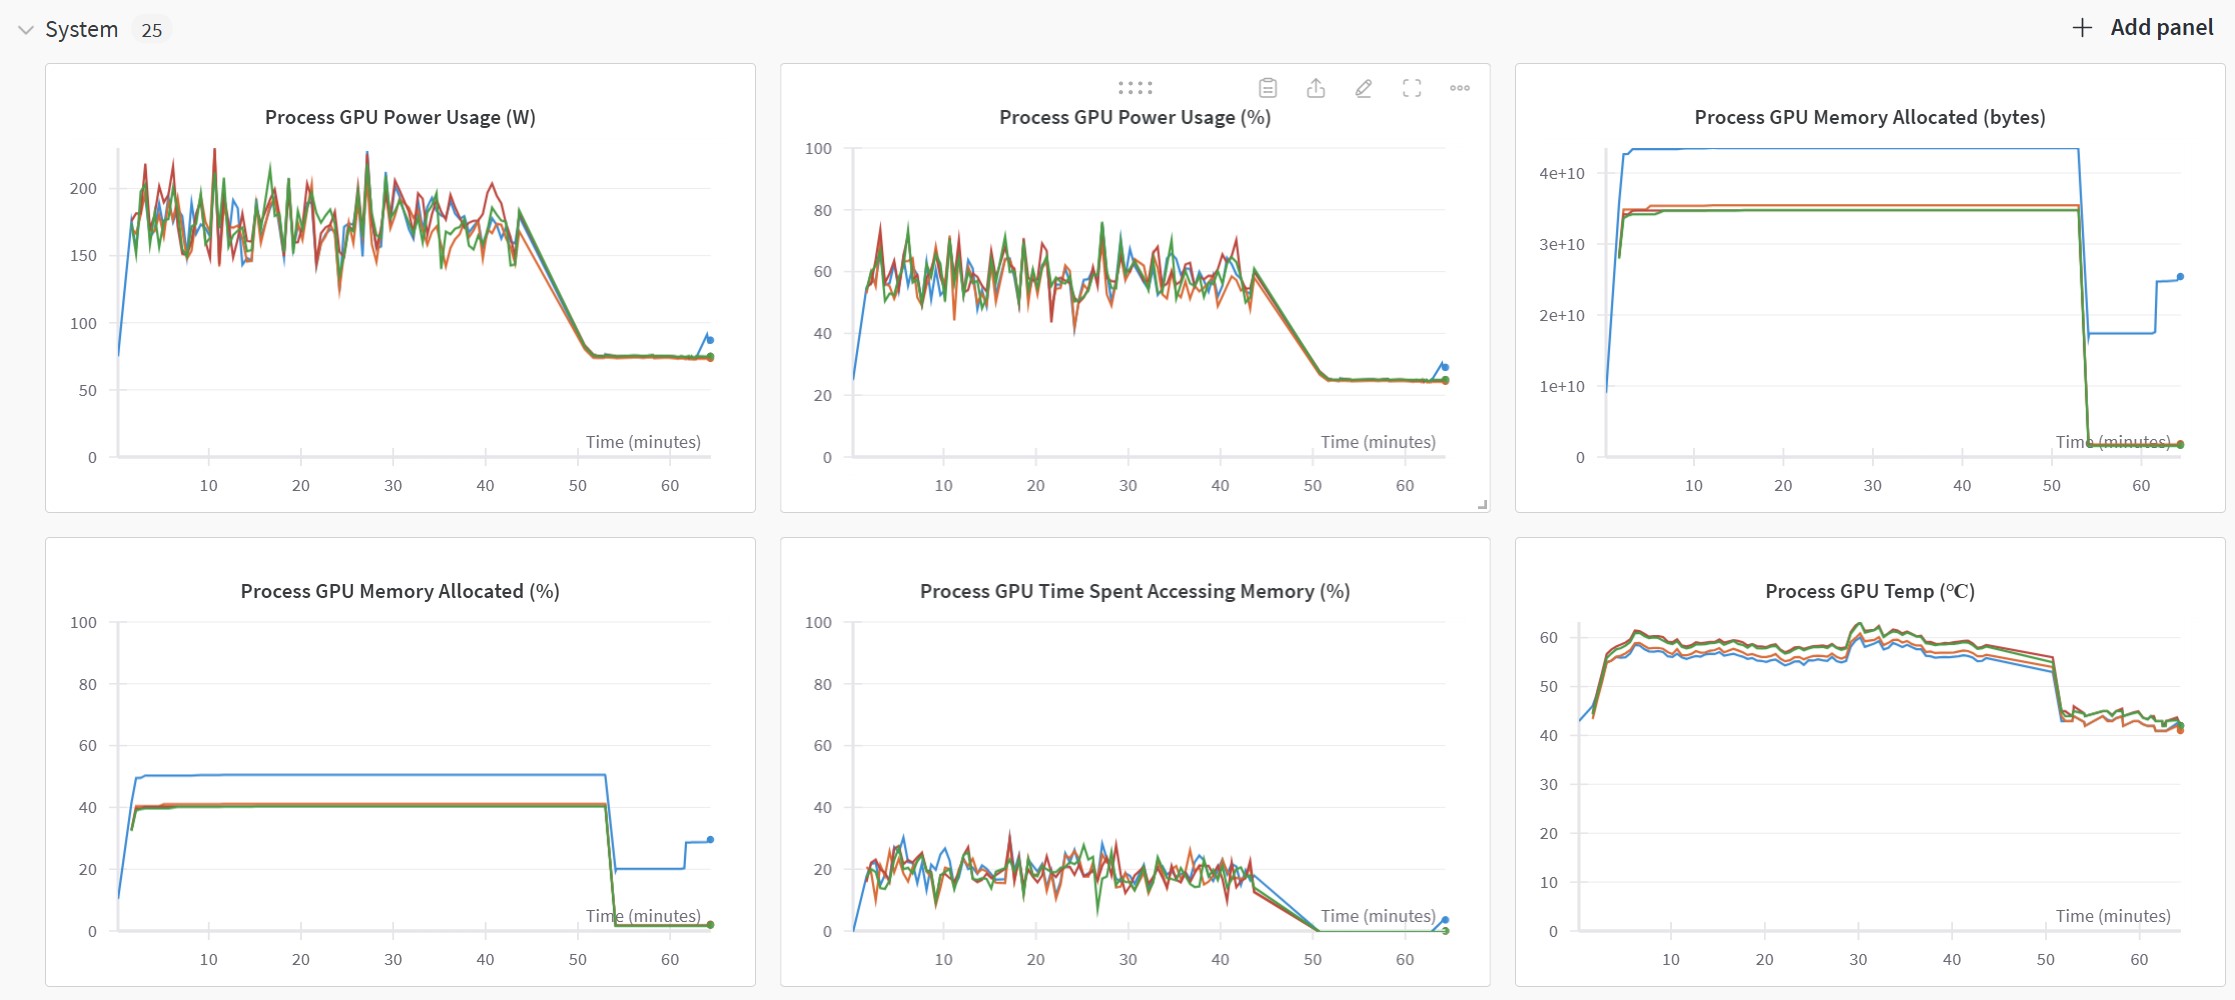 System 25
Add panel
Process GPU Power Usage (W)
200
150
100
50
0
Time (minutes)
10 20 30 40 50 60
Process GPU Power Usage (%)
100
80
60
40
20
0
Time (minutes)
10 20 30 40 50 60
Process GPU Memory Allocated (bytes)
4e+10
3e+10
2e+10
1e+10
0
Time (minutes)
10 20 30 40 50 60
Process GPU Memory Allocated (%)
100
80
60
40
20
0
Time (minutes)
10 20 30 40 50 60
Process GPU Time Spent Accessing Memory (%)
100
80
60
40
20
0
Time (minutes)
10 20 30 40 50 60
Process GPU Temp (℃)
60
50
40
30
20
10
0
Time (minutes)
10 20 30 40 50 60